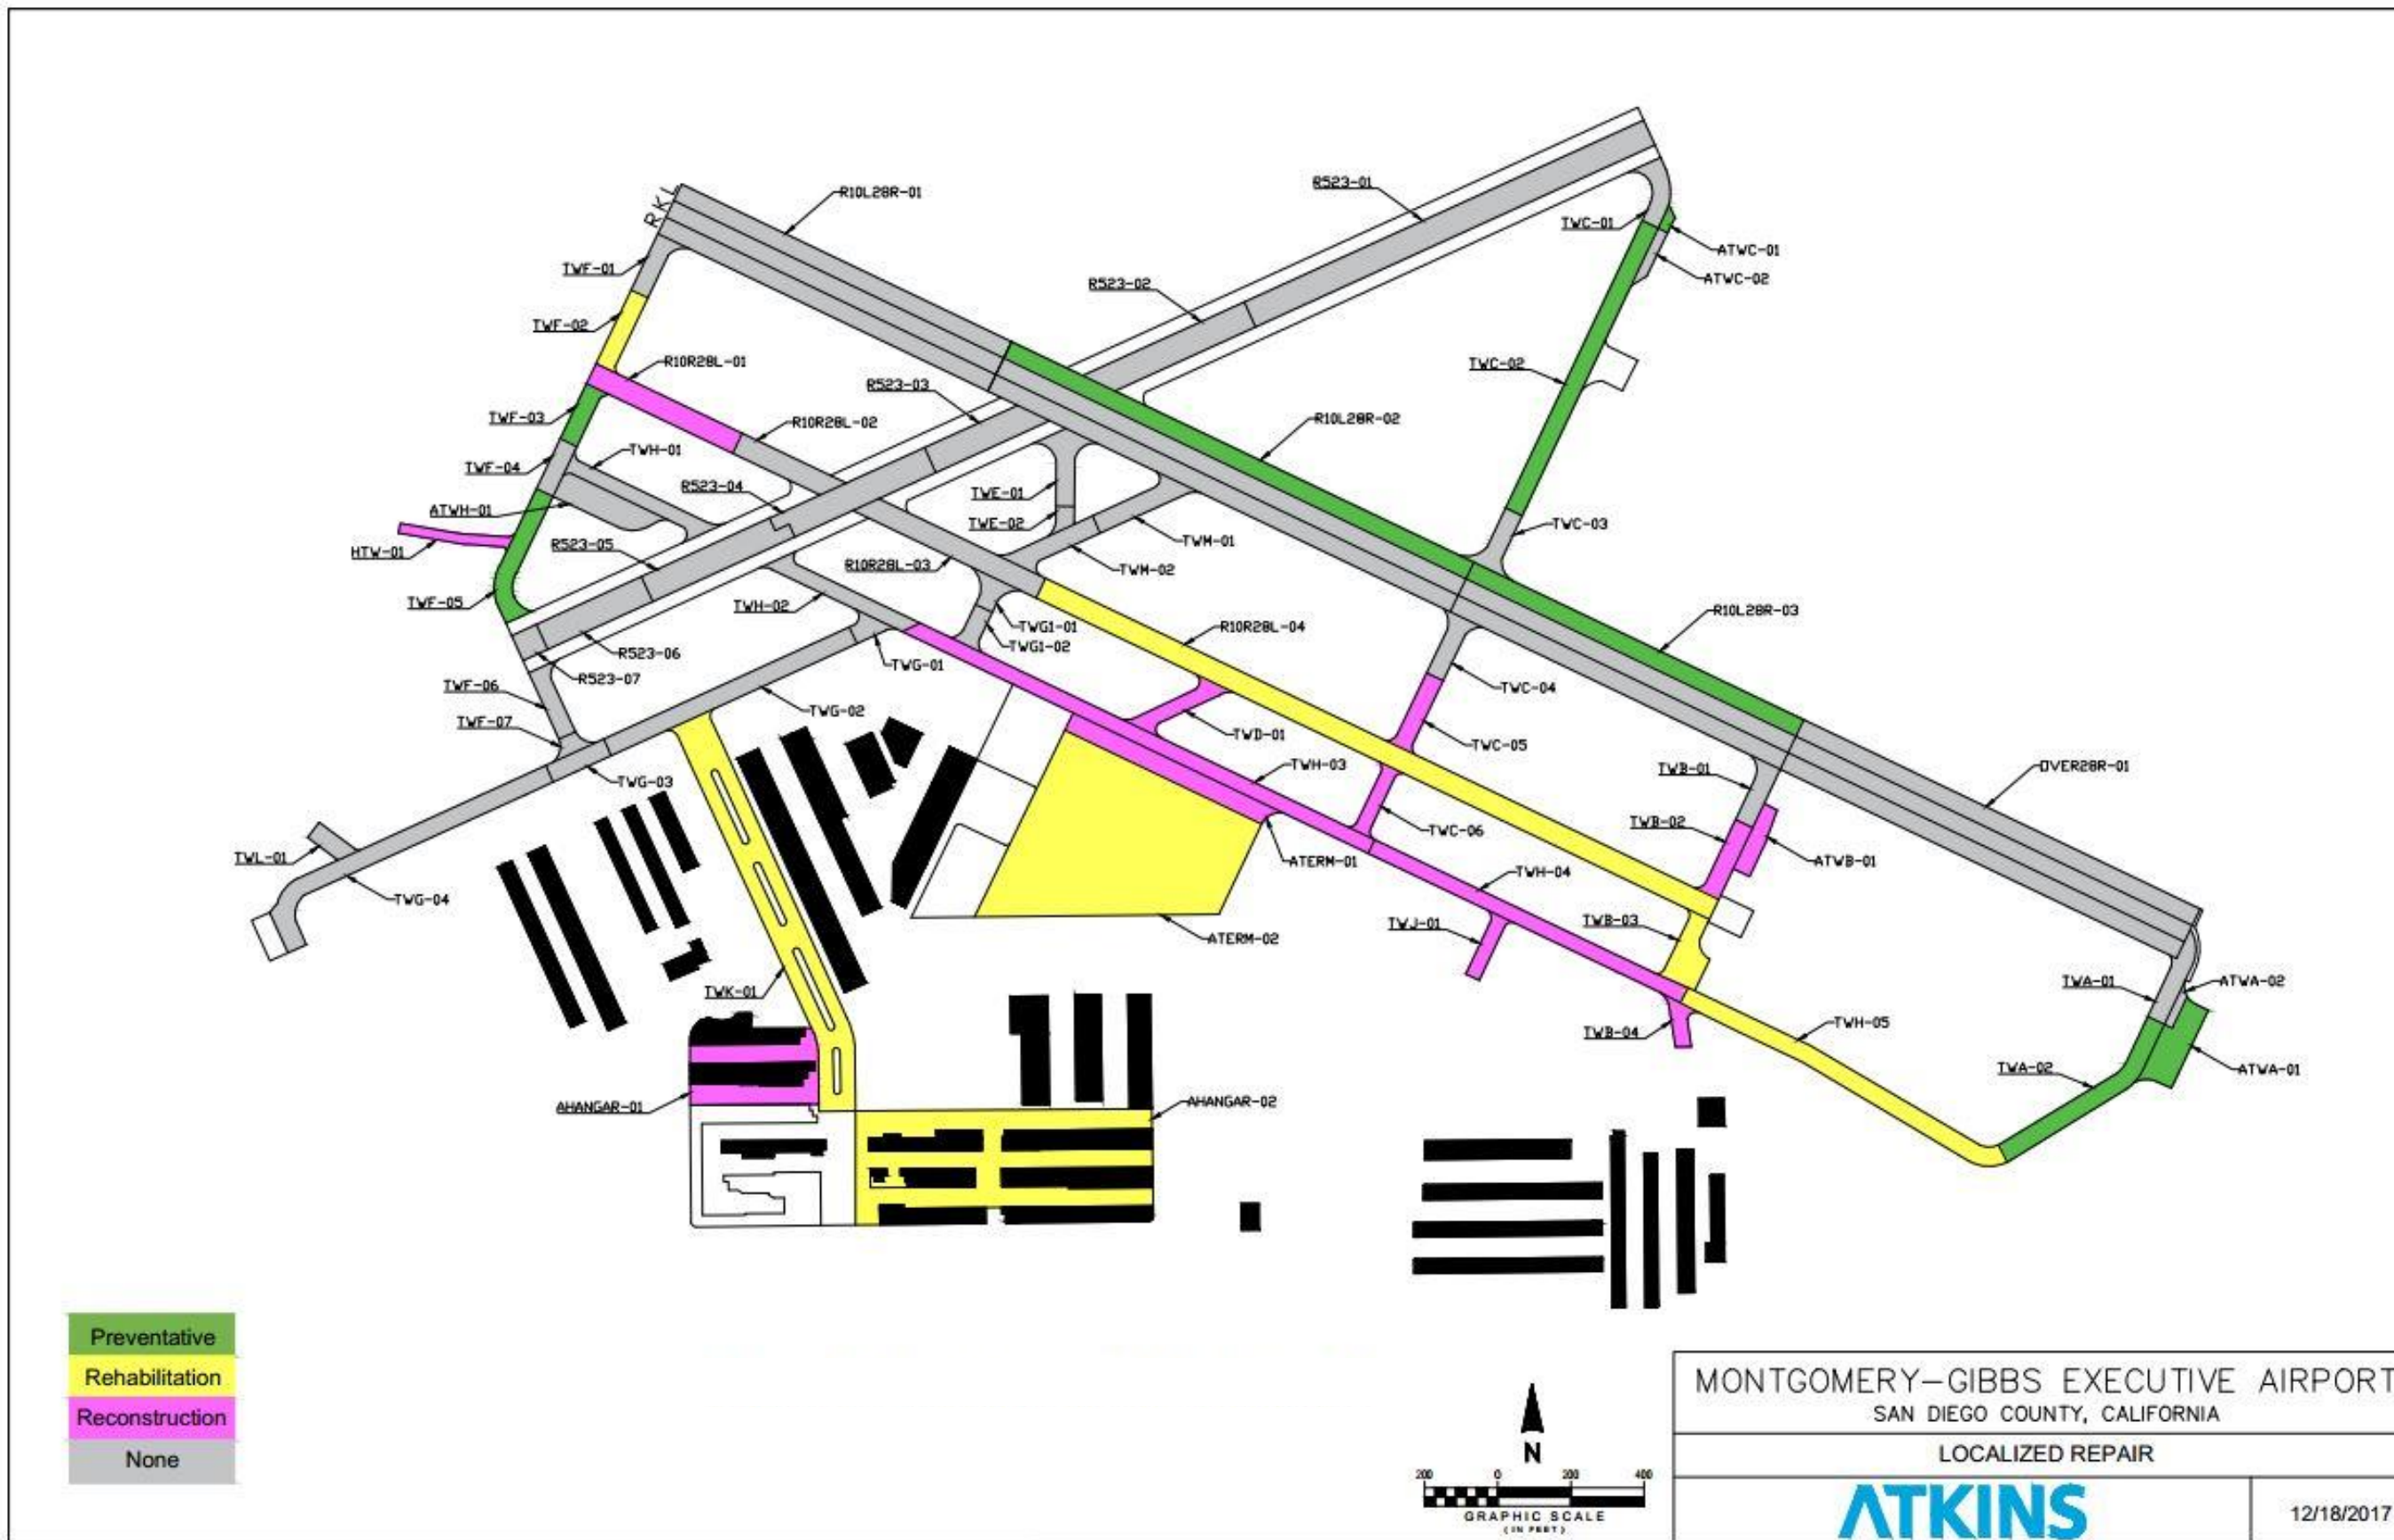 R10L28R-01
R523-01
RK
TWC-01
ATWC-01
TWF-01
ATWC-02
R523-02
TWF-02
R10R28L-01
TWC-02
R523-03
TWF-03
R10R28L-02
R10L28R-02
TWH-01
TWF-04
R523-04
TWE-01
ATWH-01
TWE-02
TWC-03
HTW-01
R523-05
TWM-01
R10R28L-03
TWM-02
TWF-05
TWH-02
R10L28R-03
TWG1-01
R10R28L-04
TWG1-02
R523-06
TWG-01
R523-07
TWF-06
TWC-04
TWG-02
TWF-07
TWD-01
TWC-05
TWH-03
TWB-01
OVER28R-01
TWG-03
TWB-02
TWC-06
TWL-01
ATERM-01
ATWB-01
TWH-04
TWG-04
TWJ-01
TWB-03
ATERM-02
TWA-01
ATWA-02
TWK-01
TWB-04
TWH-05
TWA-02
ATWA-01
AHANGAR-01
AHANGAR-02
Preventative
Rehabilitation
Reconstruction
None
N
200 0 200 400
GRAPHIC SCALE
(IN FEET)
MONTGOMERY-GIBBS EXECUTIVE AIRPORT
SAN DIEGO COUNTY, CALIFORNIA
LOCALIZED REPAIR
ATKINS
12/18/2017